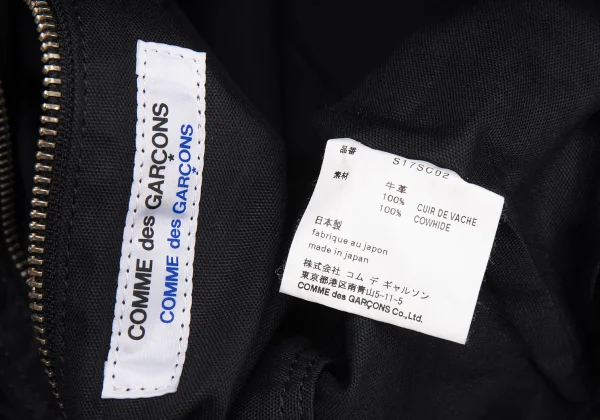 COMME des GARÇONS
COMME des GARÇONS
品番 S17SC02
素材 牛革
100% CUIR DE VACHE
100% COWHIDE
日本製
fabrique au japon
made in japan
株式会社 コム デ ギャルソン
東京都港区南青山5-11-5
COMME des GARÇONS Co.,Ltd.